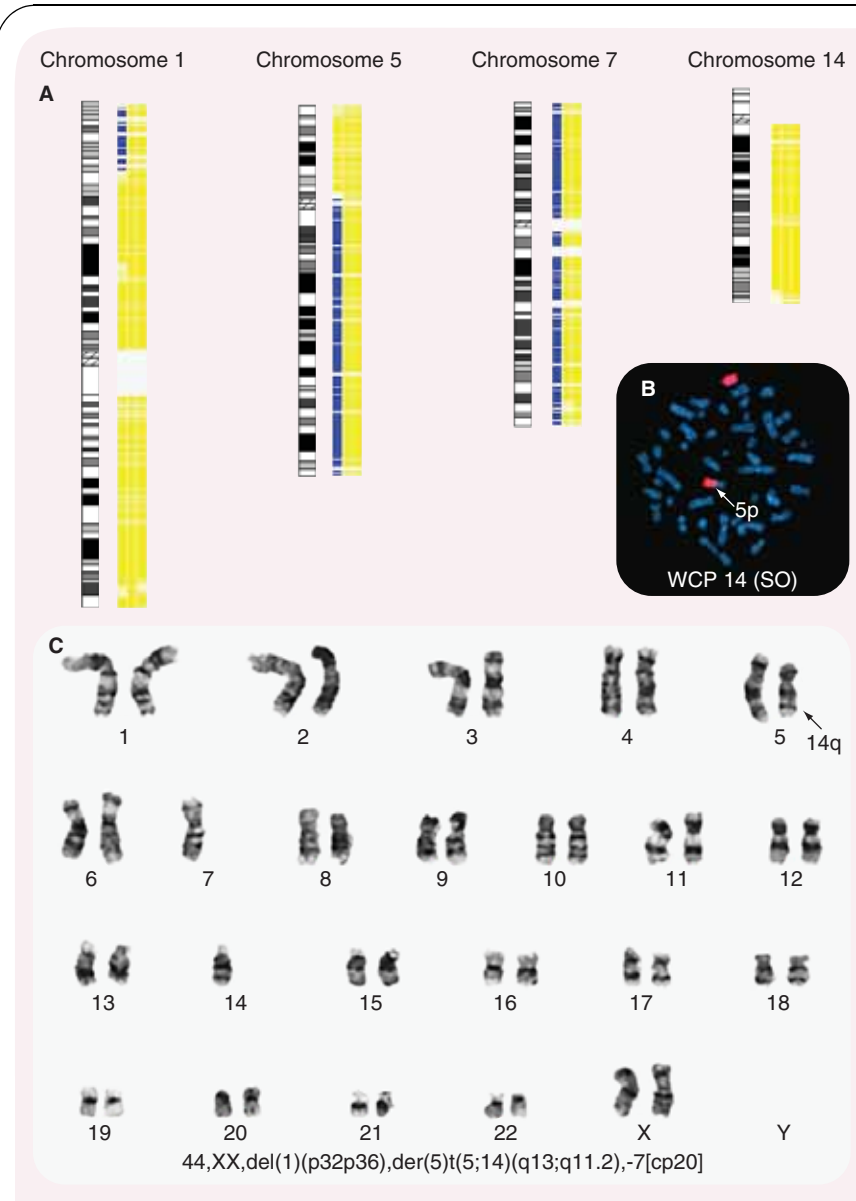 Chromosome 1 Chromosome 5 Chromosome 7 Chromosome 14
A
B
5p
WCP 14 (SO)
C
1 2 3 4 5
14q
6 7 8 9 10 11 12
13 14 15 16 17 18
19 20 21 22 X Y
44,XX,del(1)(p32p36),der(5)t(5;14)(q13;q11.2),-7[cp20]